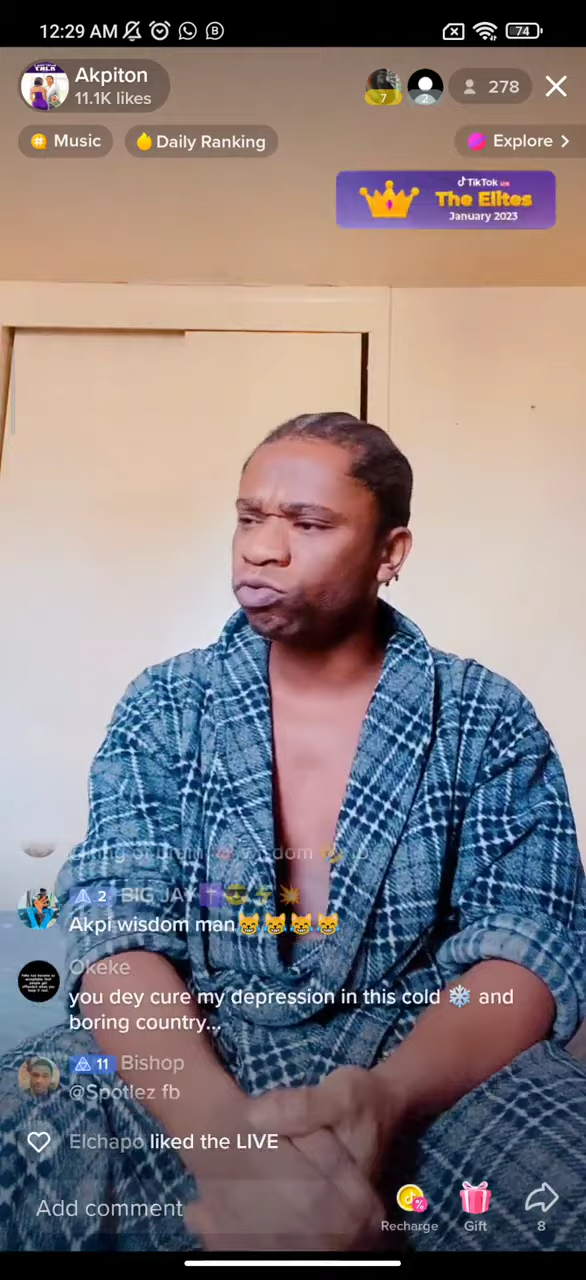 12:29 AM
74
Akpiton
11.1K likes
7
2
278
Music
Daily Ranking
Explore
TikTok LIVE
The Elites
January 2023
2 BIG JAY
Akpi wisdom man😹😹😹😹
Okeke
you dey cure my depression in this cold ❄️ and
boring country...
11 Bishop
@Spotlez fb
Elchapo liked the LIVE
Add comment
Recharge
Gift
8